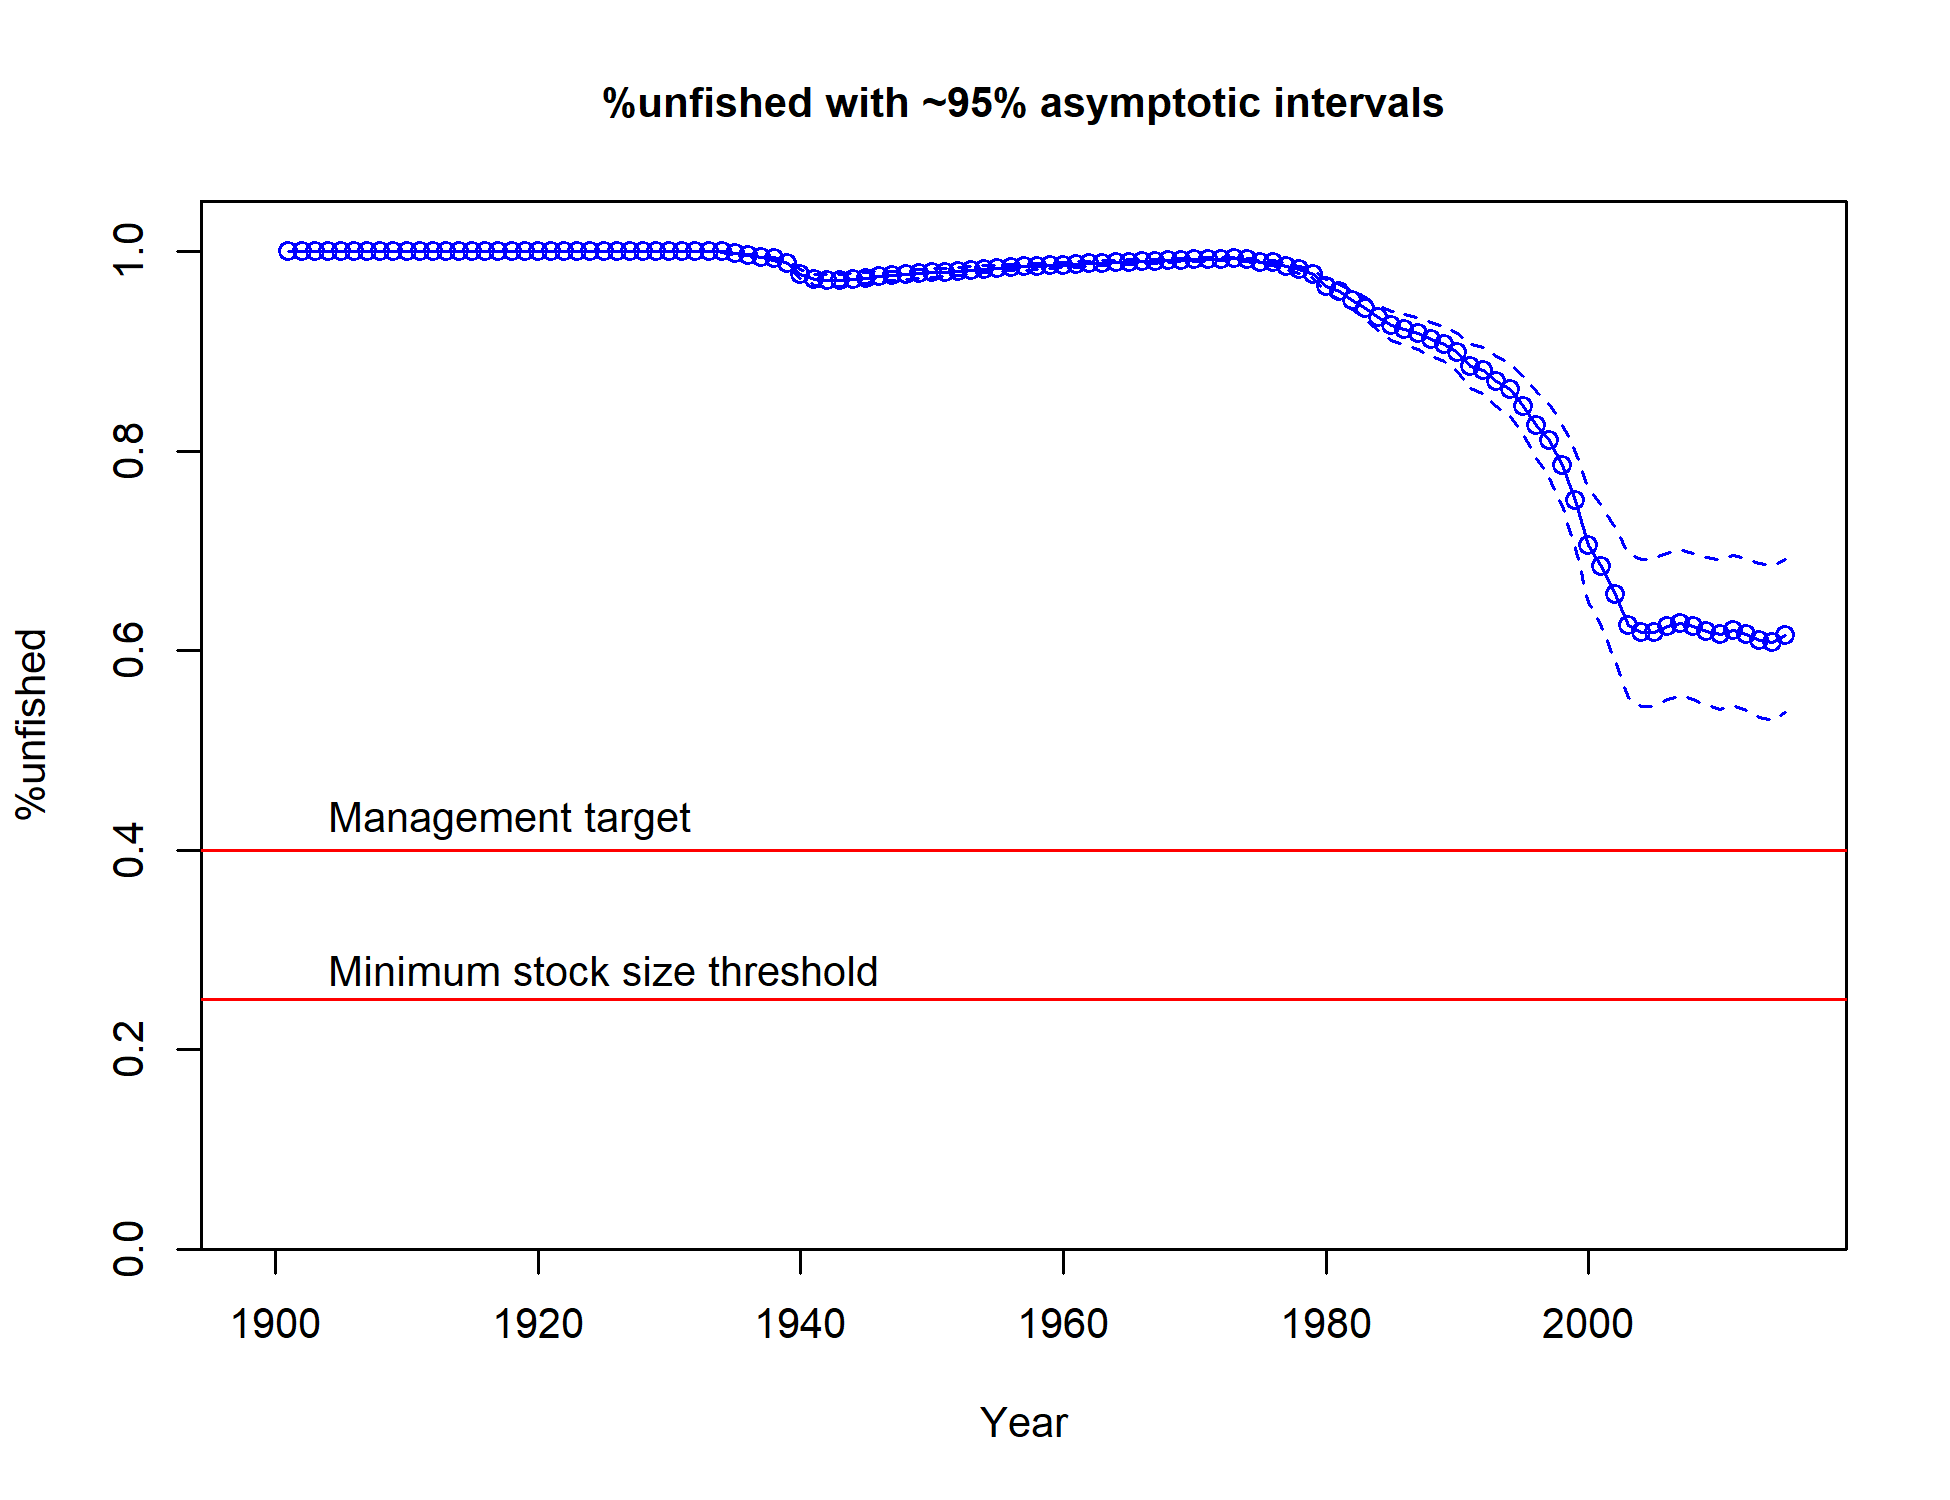 %unfished with ~95% asymptotic intervals
%unfished
1.0
0.8
0.6
0.4
0.2
0.0
Management target
Minimum stock size threshold
1900 1920 1940 1960 1980 2000
Year